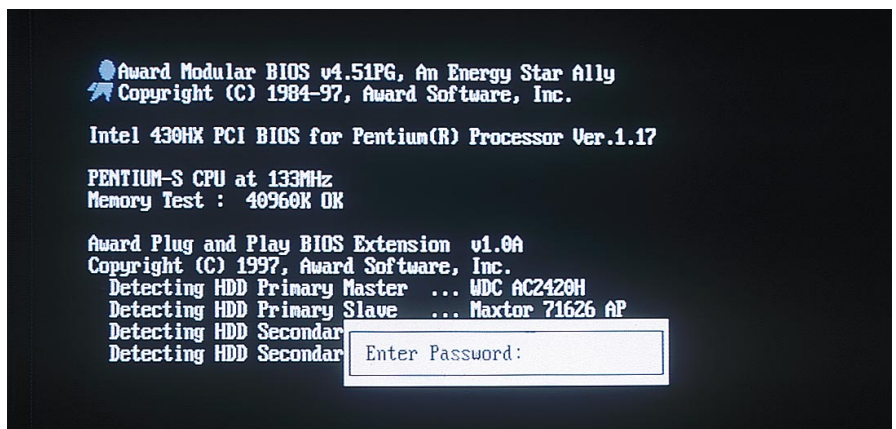 Award Modular BIOS v4.51PG, An Energy Star Ally
Copyright (C) 1984-97, Award Software, Inc.
Intel 430HX PCI BIOS for Pentium(R) Processor Ver.1.17
PENTIUM-S CPU at 133MHz
Memory Test :  40960K OK
Award Plug and Play BIOS Extension  v1.0A
Copyright (C) 1997, Award Software, Inc.
Detecting HDD Primary Master   ... WDC AC2420H
Detecting HDD Primary Slave    ... Maxtor 71626 AP
Detecting HDD Secondar
Detecting HDD Secondar
Enter Password: